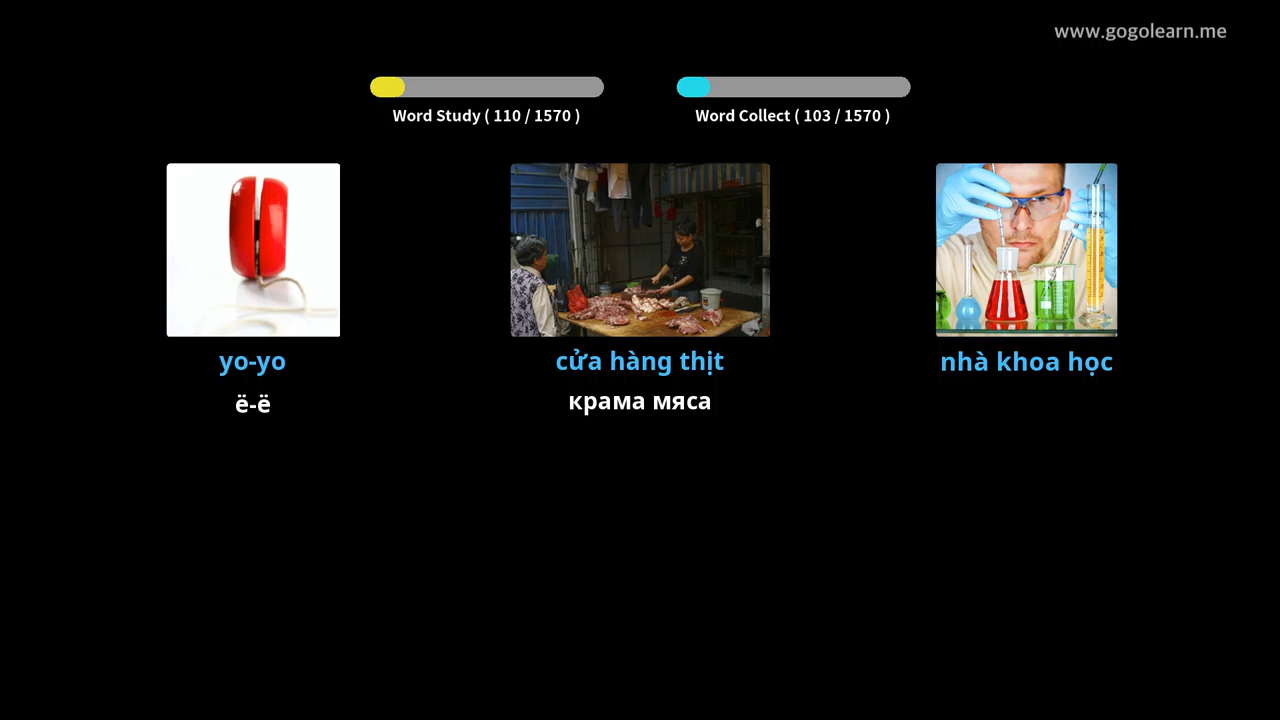 www.gogolearn.me
Word Study ( 110 / 1570 )
Word Collect ( 103 / 1570 )
yo-yo
cửa hàng thịt
nhà khoa học
ё-ё
крама мяса